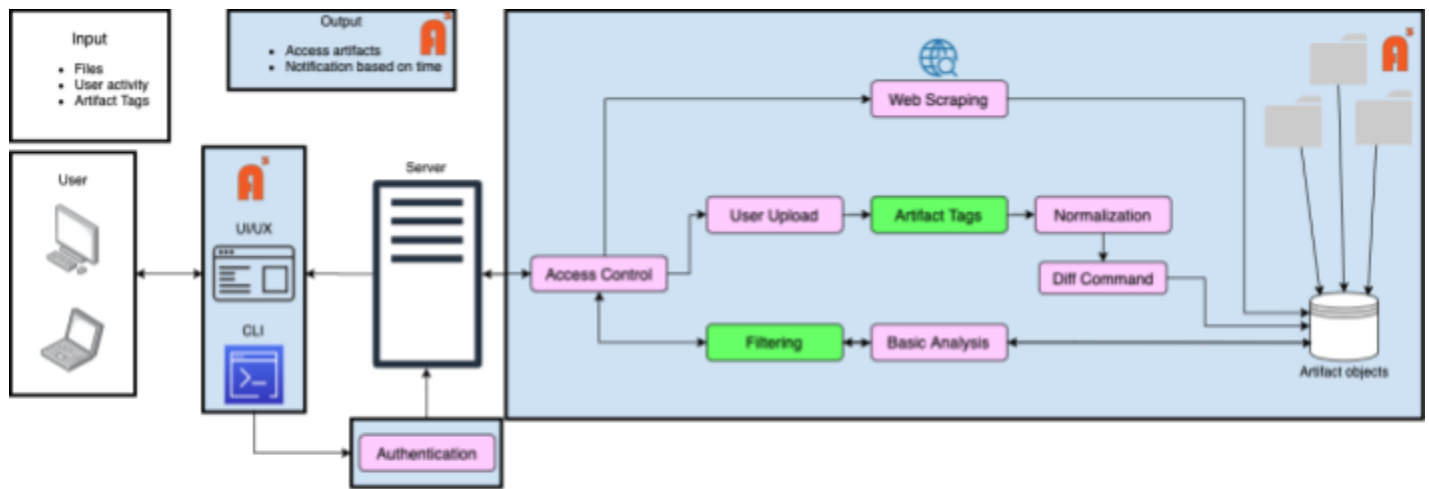 Input
• Files
• User activity
• Artifact Tags
Output
• Access artifacts
• Notification based on time
A
s
User
A
s
UI/UX
CLI
Server
Authentication
Access Control
Web Scraping
User Upload
Artifact Tags
Normalization
Diff Command
Filtering
Basic Analysis
A
s
Artifact objects